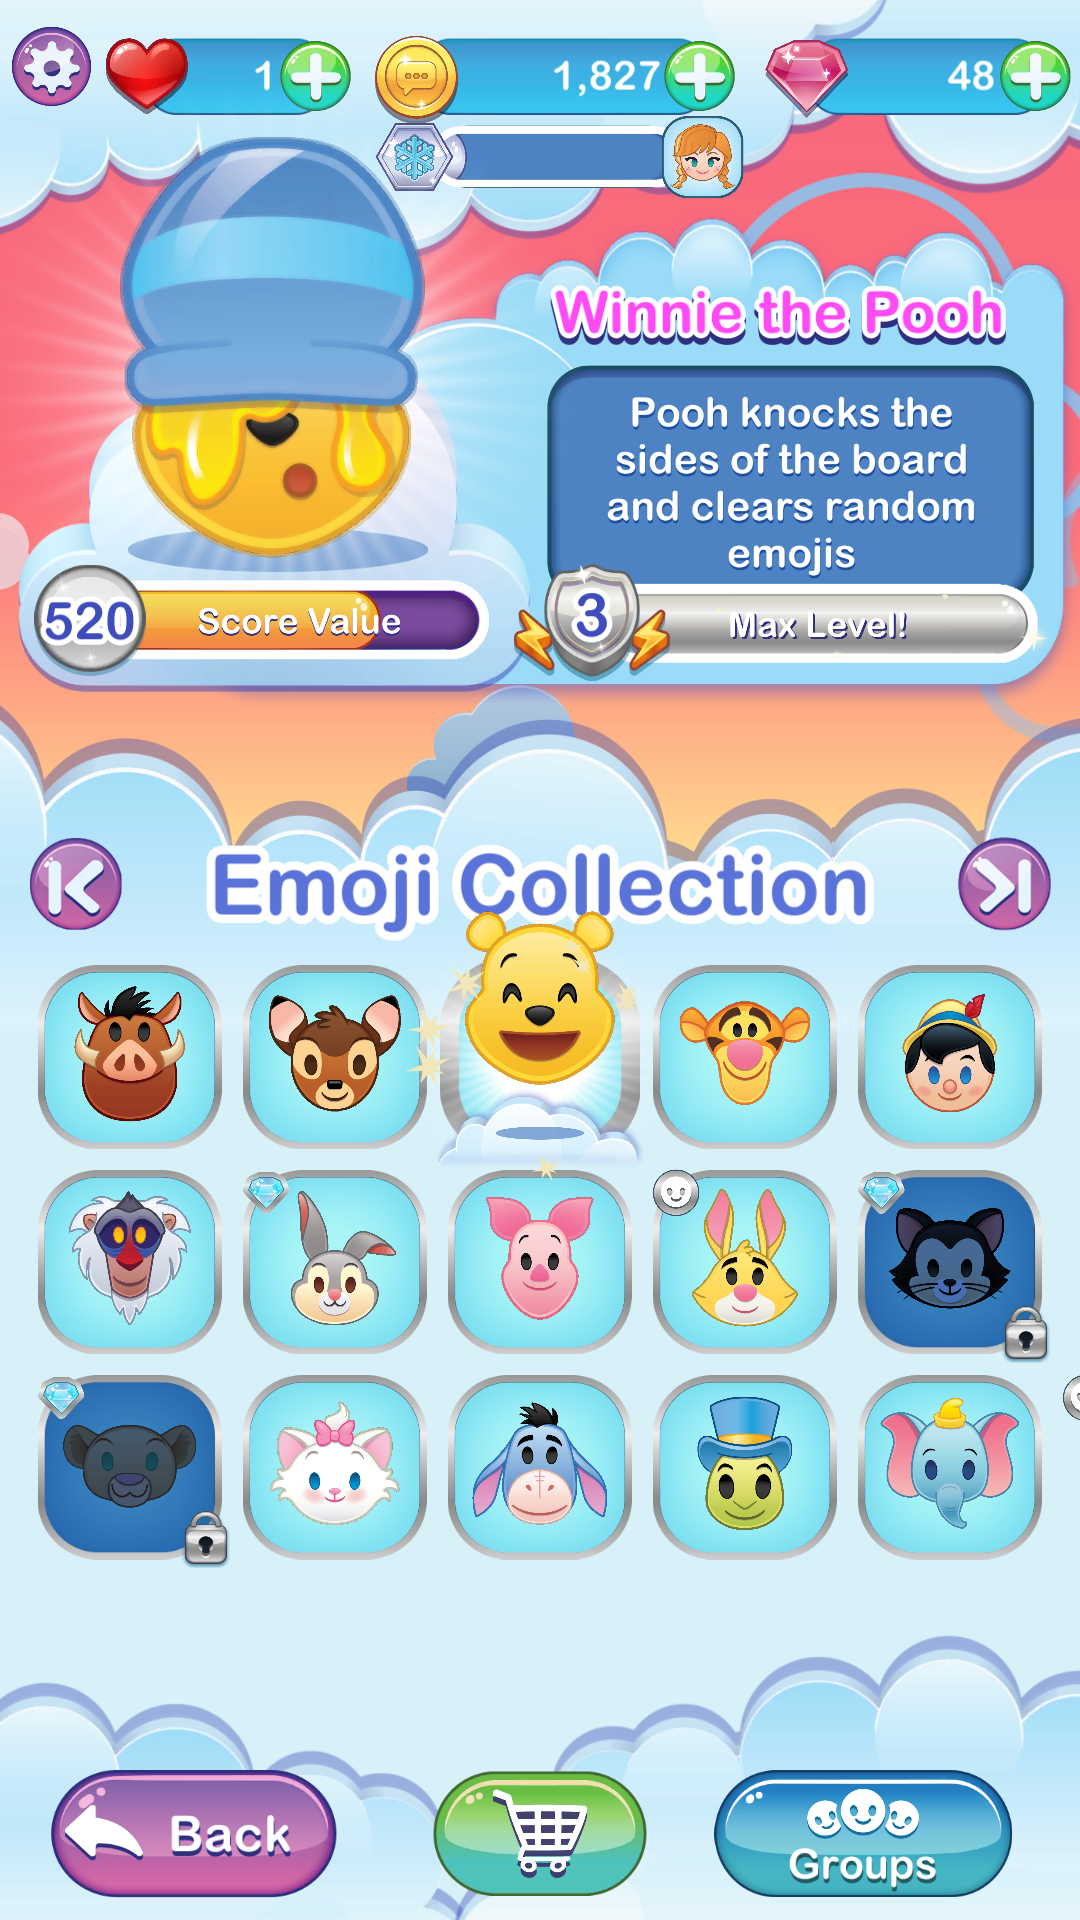 1
1,827
48
Winnie the Pooh
Pooh knocks the
sides of the board
and clears random
emojis
520
Score Value
3
Max Level!
Emoji Collection
Back
Groups